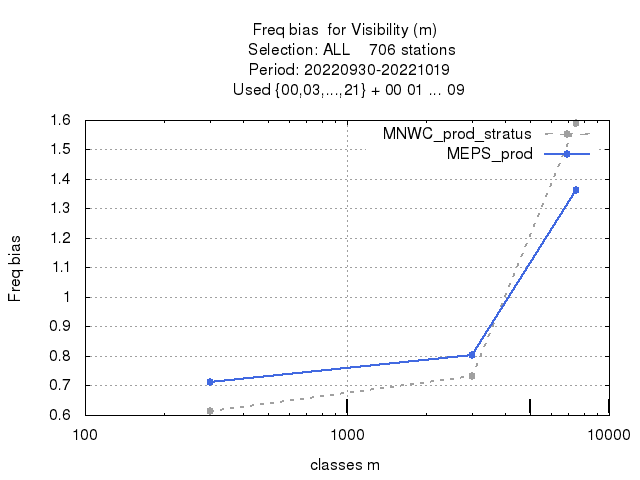 Freq bias  for Visibility (m)
Selection: ALL    706 stations
Period: 20220930-20221019
Used {00,03,...,21} + 00 01 ... 09
MNWC_prod_stratus
MEPS_prod
1.6
1.5
1.4
1.3
1.2
1.1
1
0.9
0.8
0.7
0.6
Freq bias
100
1000
10000
classes m